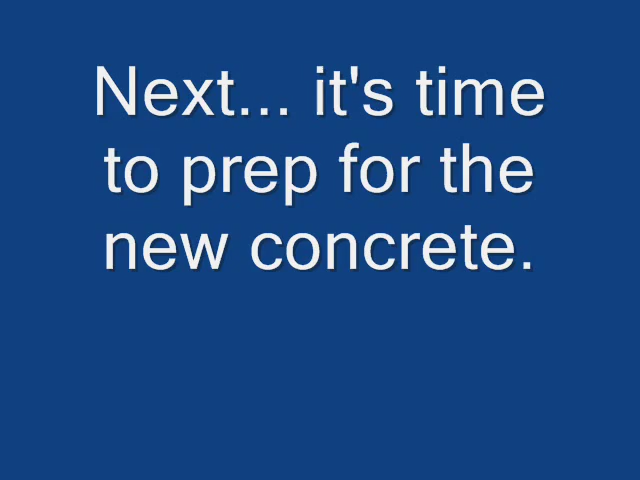 Next... it's time
to prep for the
new concrete.